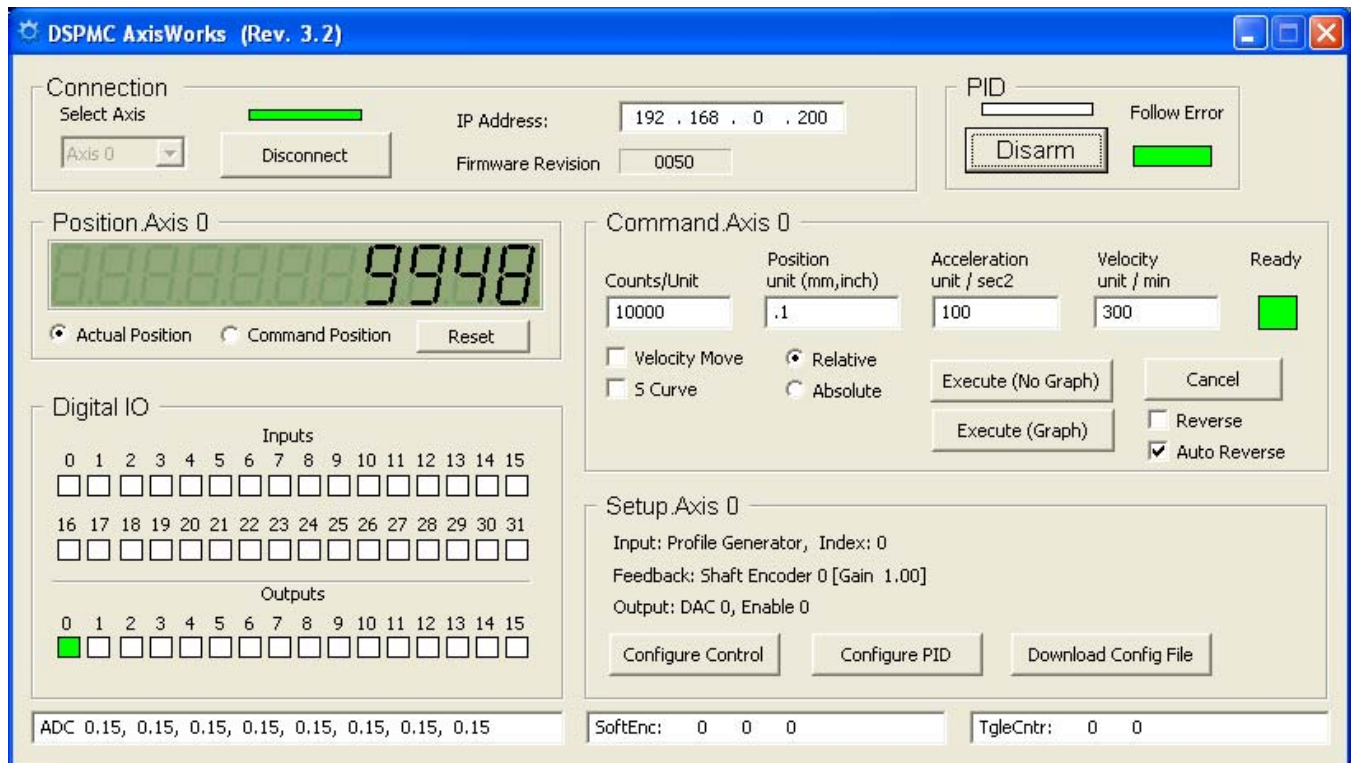 DSPMC AxisWorks (Rev. 3.2)
Connection
Select Axis
Axis 0
Disconnect
IP Address:
192 . 168 . 0 . 200
Firmware Revision
0050
PID
Disarm
Follow Error
Position.Axis 0
9948
Actual Position
Command Position
Reset
Command.Axis 0
Counts/Unit
Position
unit (mm,inch)
Acceleration
unit / sec2
Velocity
unit / min
Ready
10000
.1
100
300
Velocity Move
S Curve
Relative
Absolute
Execute (No Graph)
Execute (Graph)
Cancel
Reverse
Auto Reverse
Digital IO
Inputs
0 1 2 3 4 5 6 7 8 9 10 11 12 13 14 15
16 17 18 19 20 21 22 23 24 25 26 27 28 29 30 31
Outputs
0 1 2 3 4 5 6 7 8 9 10 11 12 13 14 15
Setup.Axis 0
Input: Profile Generator, Index: 0
Feedback: Shaft Encoder 0 [Gain 1.00]
Output: DAC 0, Enable 0
Configure Control
Configure PID
Download Config File
ADC 0.15, 0.15, 0.15, 0.15, 0.15, 0.15, 0.15, 0.15
SoftEnc: 0 0 0
TgleCntr: 0 0